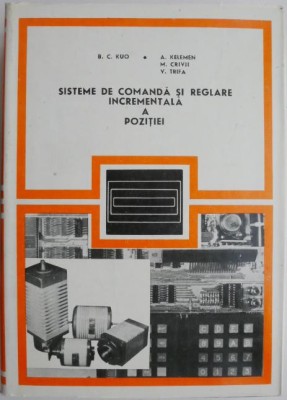 B. C. KUO • A. KELEMEN
M. CRIVII
V. TRIFA
SISTEME DE COMANDĂ ȘI REGLARE
INCREMENTALĂ
A
POZIȚIEI